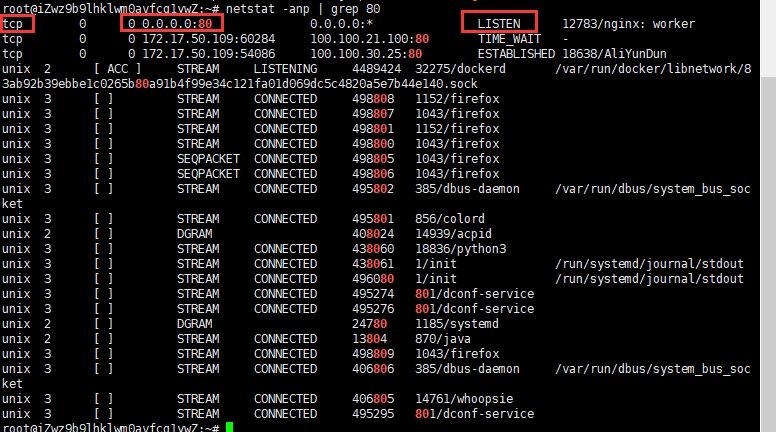 root@iZwz9b9lhklwm0avfcg1vwZ:~# netstat -anp | grep 80
tcp 0 0 0.0.0.0:80 0.0.0.0:* LISTEN 12783/nginx: worker
tcp 0 0 172.17.50.109:60284 100.100.21.100:80 TIME_WAIT -
tcp 0 0 172.17.50.109:54086 100.100.30.25:80 ESTABLISHED 18638/AliYunDun
unix 2 [ ACC ] STREAM LISTENING 4489424 32275/dockerd /var/run/docker/libnetwork/8
3ab92b39ebbe1c0265b80a91b4f99e34c121fa01d069dc5c4820a5e7b44e140.sock
unix 3 [ ] STREAM CONNECTED 498808 1152/firefox
unix 3 [ ] STREAM CONNECTED 498807 1043/firefox
unix 3 [ ] STREAM CONNECTED 498801 1152/firefox
unix 3 [ ] STREAM CONNECTED 498800 1043/firefox
unix 3 [ ] SEQPACKET CONNECTED 498805 1043/firefox
unix 3 [ ] SEQPACKET CONNECTED 498806 1043/firefox
unix 3 [ ] STREAM CONNECTED 495802 385/dbus-daemon /var/run/dbus/system_bus_soc
ket
unix 3 [ ] STREAM CONNECTED 495801 856/colord
unix 2 [ ] DGRAM 408024 14939/acpid
unix 3 [ ] STREAM CONNECTED 438060 18836/python3
unix 3 [ ] STREAM CONNECTED 438061 1/init /run/systemd/journal/stdout
unix 3 [ ] STREAM CONNECTED 496080 1/init /run/systemd/journal/stdout
unix 3 [ ] STREAM CONNECTED 495274 801/dconf-service
unix 3 [ ] STREAM CONNECTED 495276 801/dconf-service
unix 2 [ ] DGRAM 24780 1185/systemd
unix 2 [ ] STREAM CONNECTED 13804 870/java
unix 3 [ ] STREAM CONNECTED 498809 1043/firefox
unix 3 [ ] STREAM CONNECTED 406806 385/dbus-daemon /var/run/dbus/system_bus_soc
ket
unix 3 [ ] STREAM CONNECTED 406805 14761/whoopsie
unix 3 [ ] STREAM CONNECTED 495295 801/dconf-service
root@iZwz9b9lhklwm0avfcg1vwZ:~#